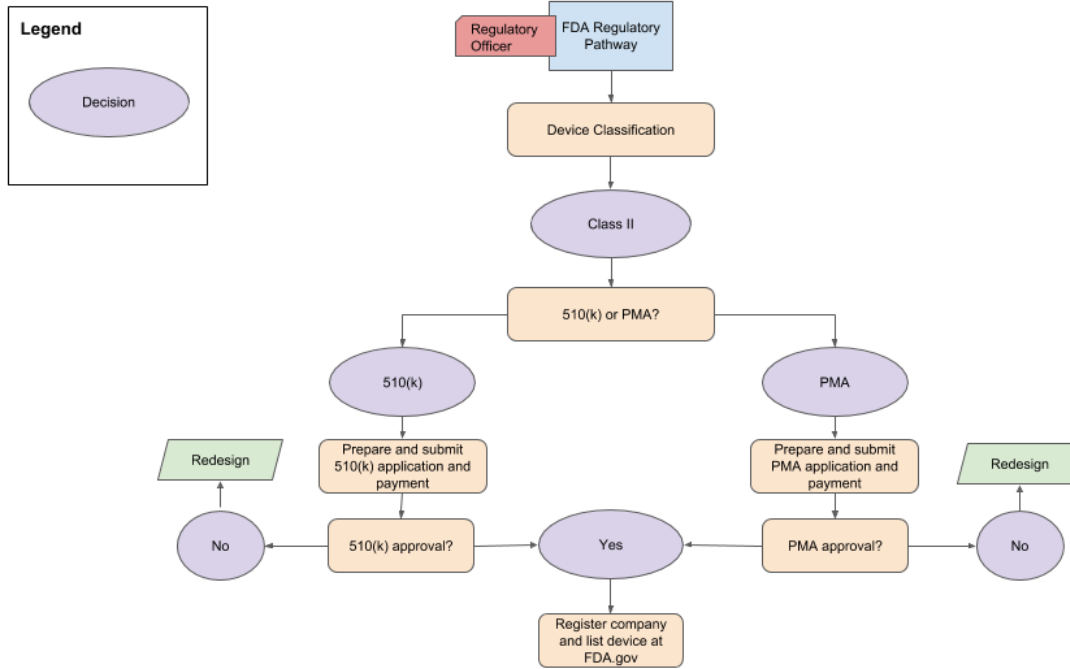 Legend
Decision
Regulatory
Officer
FDA Regulatory
Pathway
Device Classification
Class II
510(k) or PMA?
510(k)
PMA
Prepare and submit
510(k) application and
payment
Prepare and submit
PMA application and
payment
Redesign
Redesign
No
510(k) approval?
Yes
PMA approval?
No
Register company
and list device at
FDA.gov